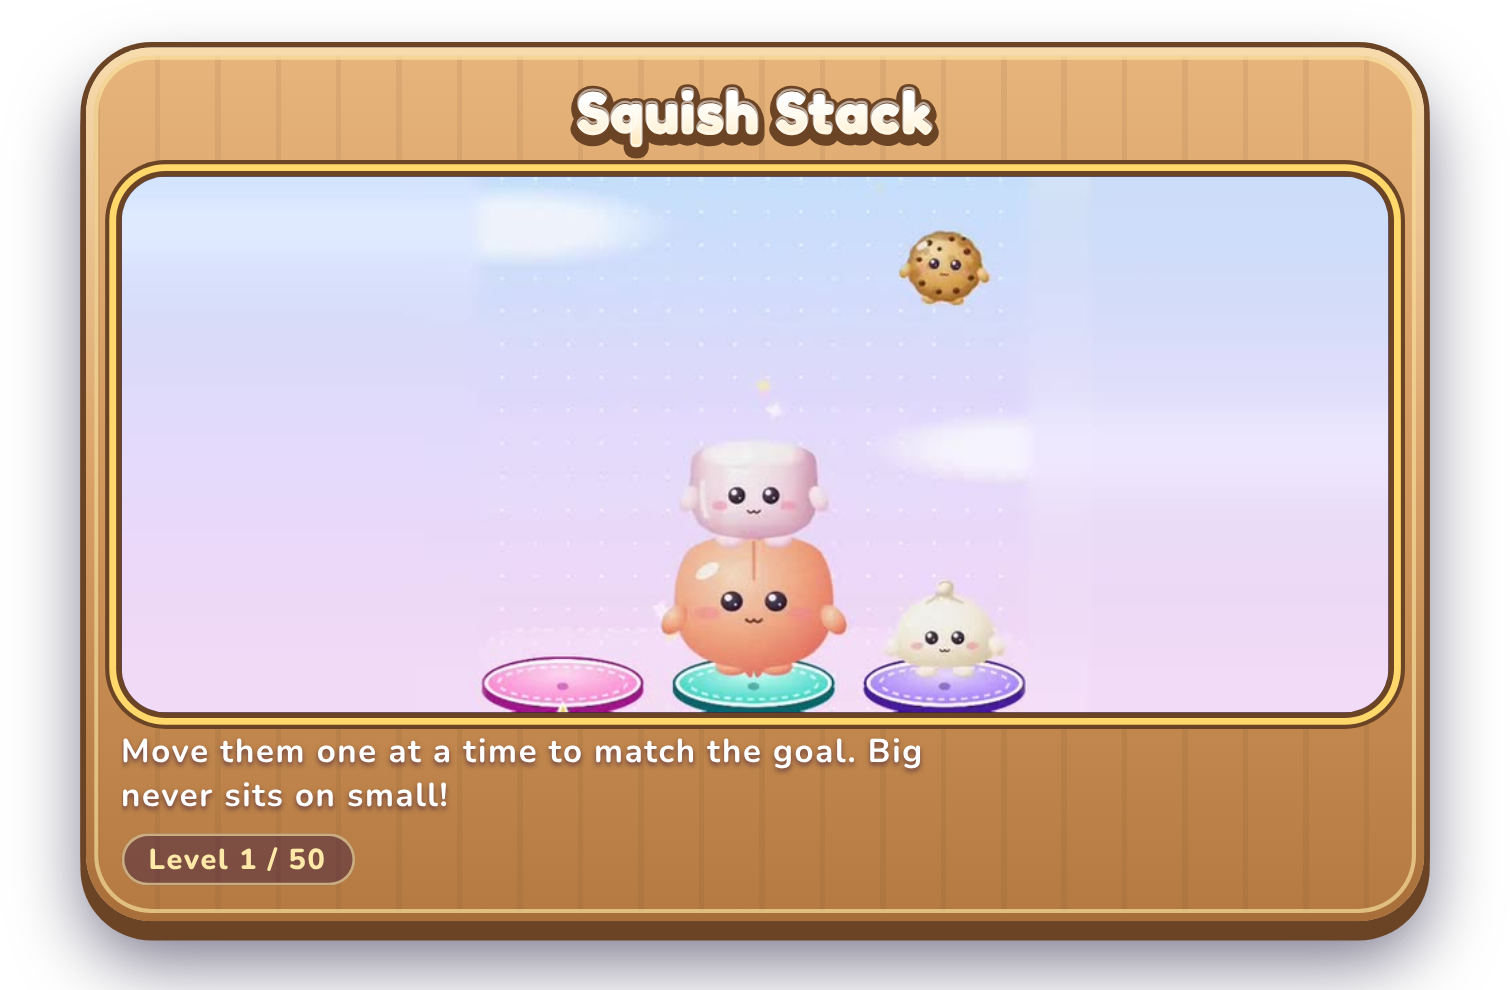 Squish Stack
Move them one at a time to match the goal. Big
never sits on small!
Level 1 / 50